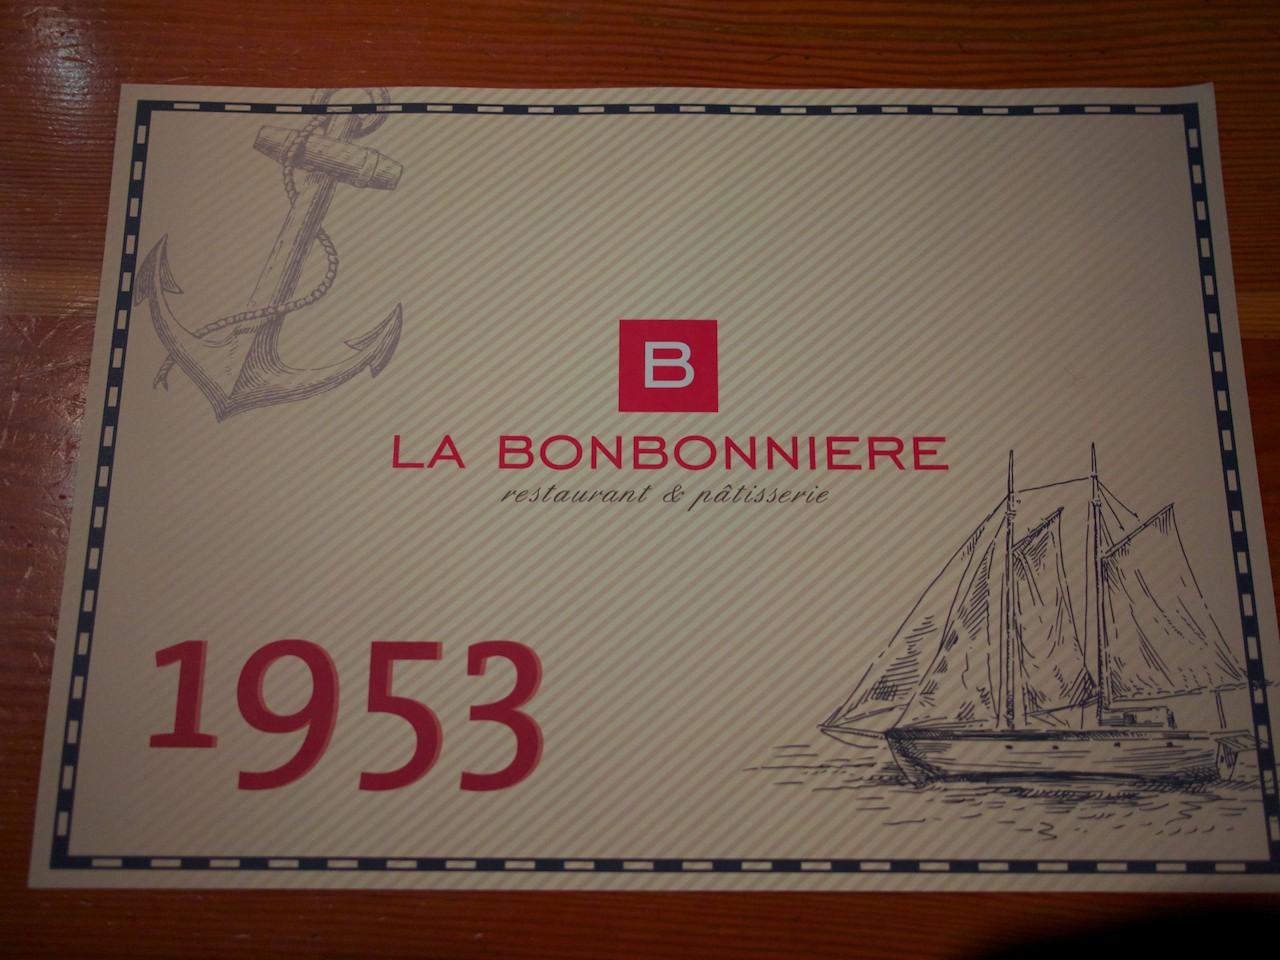 B
LA BONBONNIERE
restaurant & pâtisserie
1953